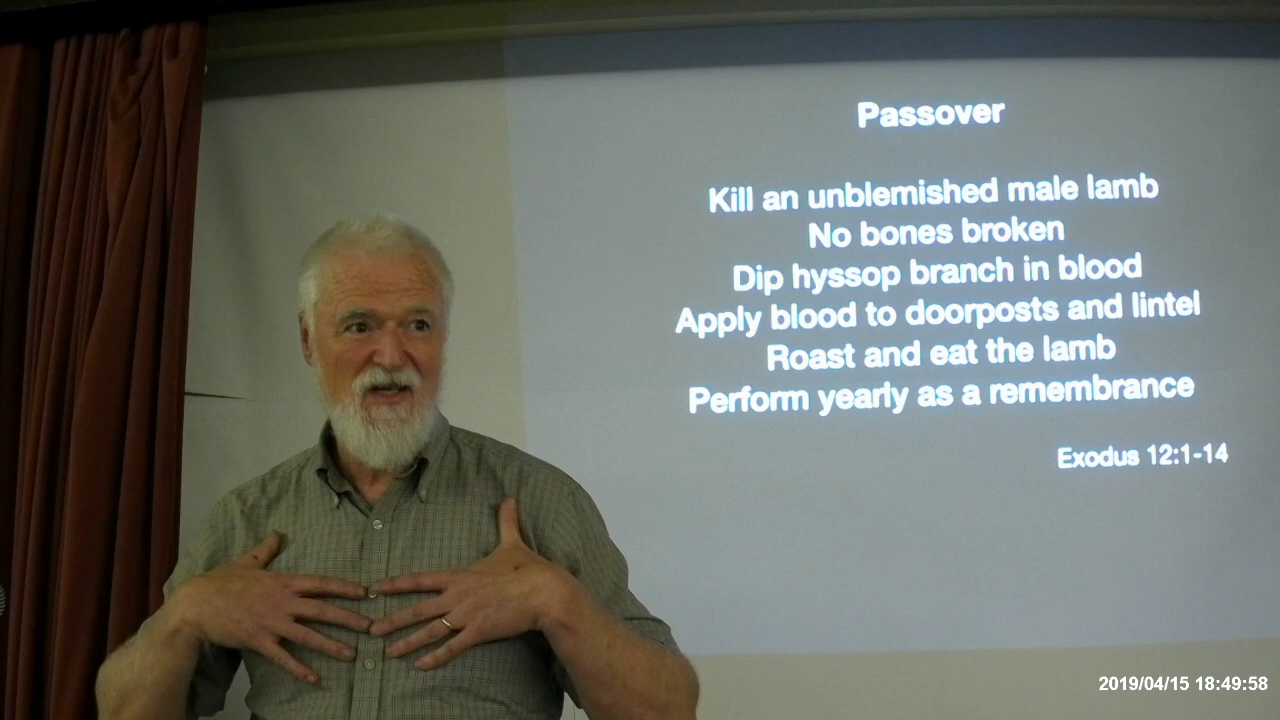 Passover
Kill an unblemished male lamb
No bones broken
Dip hyssop branch in blood
Apply blood to doorposts and lintel
Roast and eat the lamb
Perform yearly as a remembrance
Exodus 12:1-14
2019/04/15 18:49:58